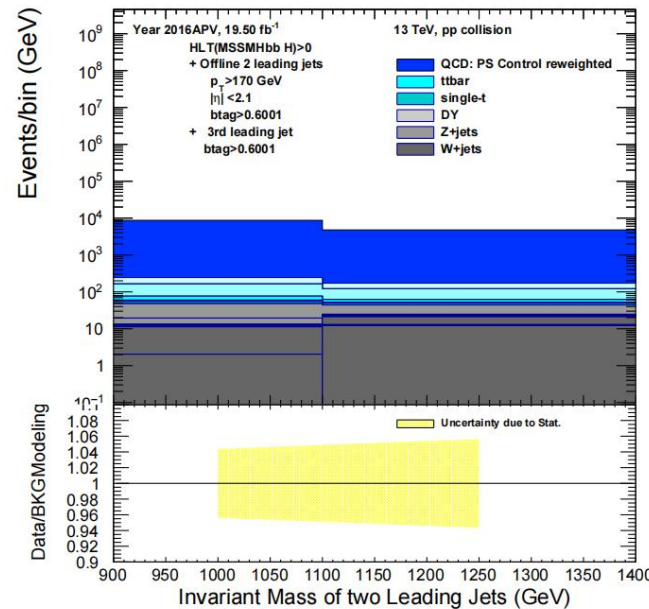 Year 2016APV, 19.50 fb⁻¹
13 TeV, pp collision
HLT(MSSMHbb H)>0
+ Offline 2 leading jets
p_T>170 GeV
|η|<2.1
btag>0.6001
+ 3rd leading jet
btag>0.6001
QCD: PS Control reweighted
ttbar
single-t
DY
Z+jets
W+jets
Events/bin (GeV)
10⁹
10⁸
10⁷
10⁶
10⁵
10⁴
10³
10²
10
1
10⁻¹
Uncertainty due to Stat.
Data/BKGModeling
1.08
1.06
1.04
1.02
1
0.98
0.96
0.94
0.92
0.9
900 950 1000 1050 1100 1150 1200 1250 1300 1350 1400
Invariant Mass of two Leading Jets (GeV)